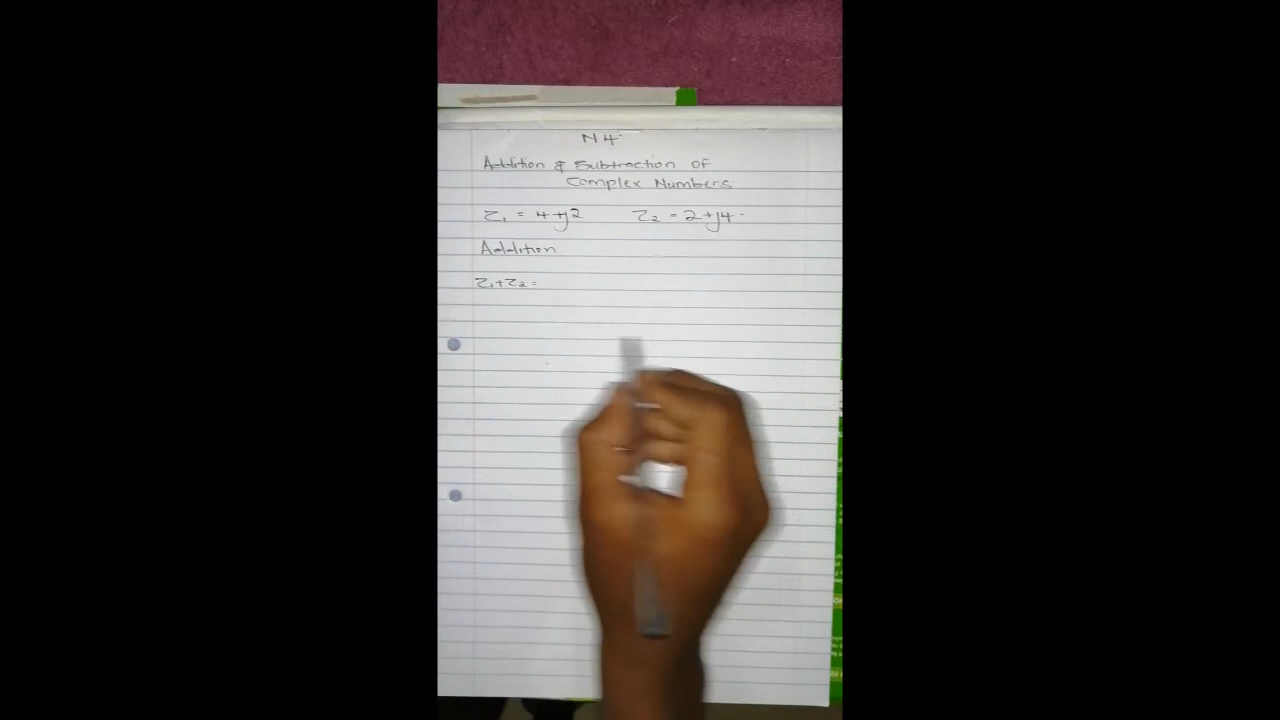 N4
Addition & Subtraction of
Complex Numbers
Z₁ = 4+j2 Z₂ = 2+j4
Addition
Z₁+Z₂ =